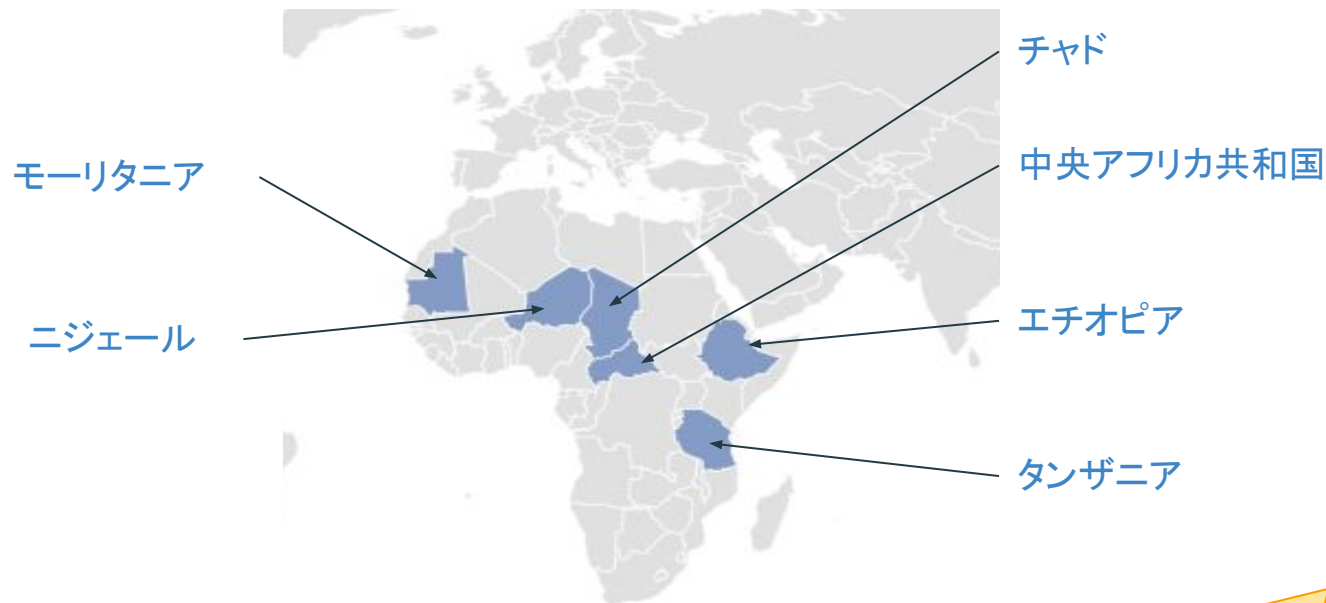 チャド
中央アフリカ共和国
モーリタニア
エチオピア
ニジェール
タンザニア